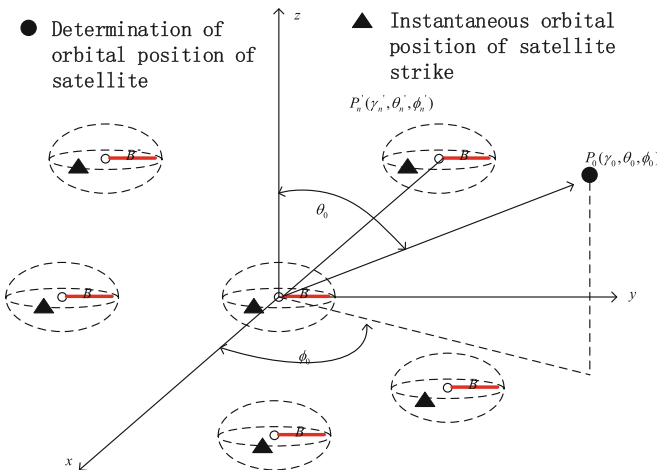 Determination of
orbital position of
satellite
Instantaneous orbital
position of satellite
strike
z
P_n'(γ_n',θ_n',ϕ_n')
P_0(γ_0,θ_0,ϕ_0)
B
B
θ_0
B
B
y
ϕ_0
B
B
x